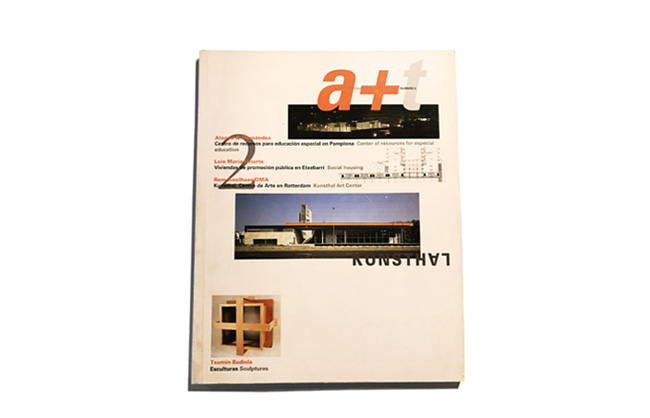 a+t
2
Centro de recursos para educación especial en Pamplona Center of resources for especial
education
Luis María Uriarte
Viviendas de promoción pública en Etxebarri Social housing
Rem Koolhaas/OMA
Kunsthal, Centro de Arte en Rotterdam Kunsthal Art Center
KUNSTHAL
Txomin Badiola
Esculturas Sculptures